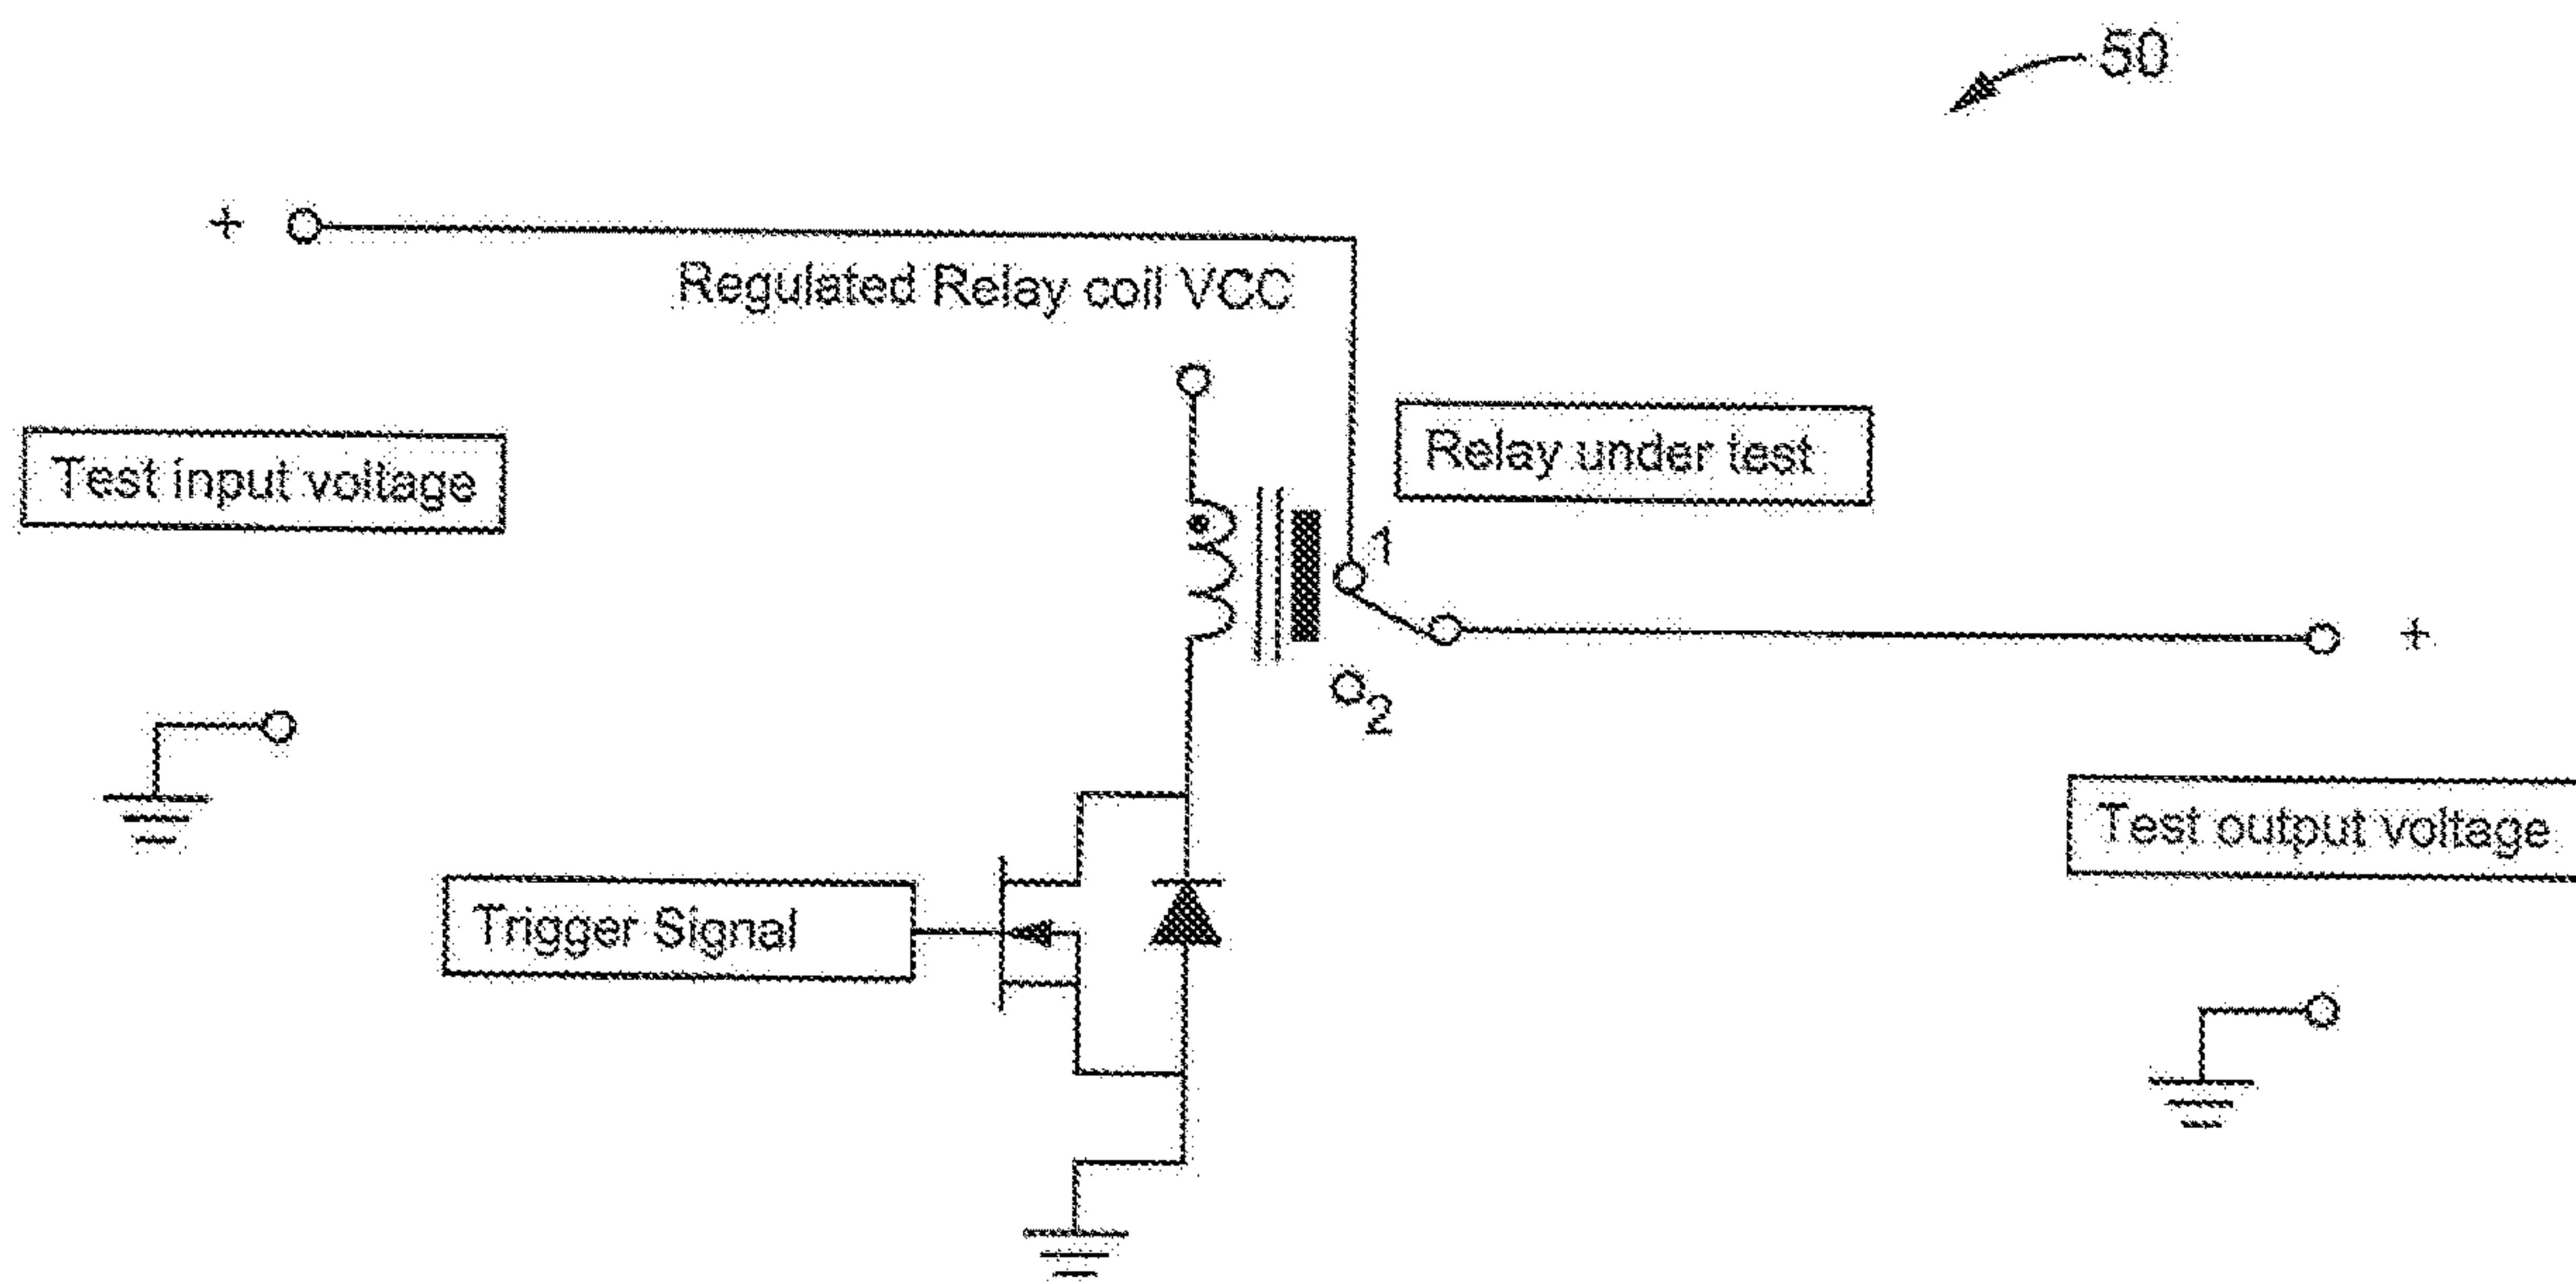 50
+
Regulated Relay coil VCC
Relay under test
Test input voltage
1
+
2
Test output voltage
Trigger Signal